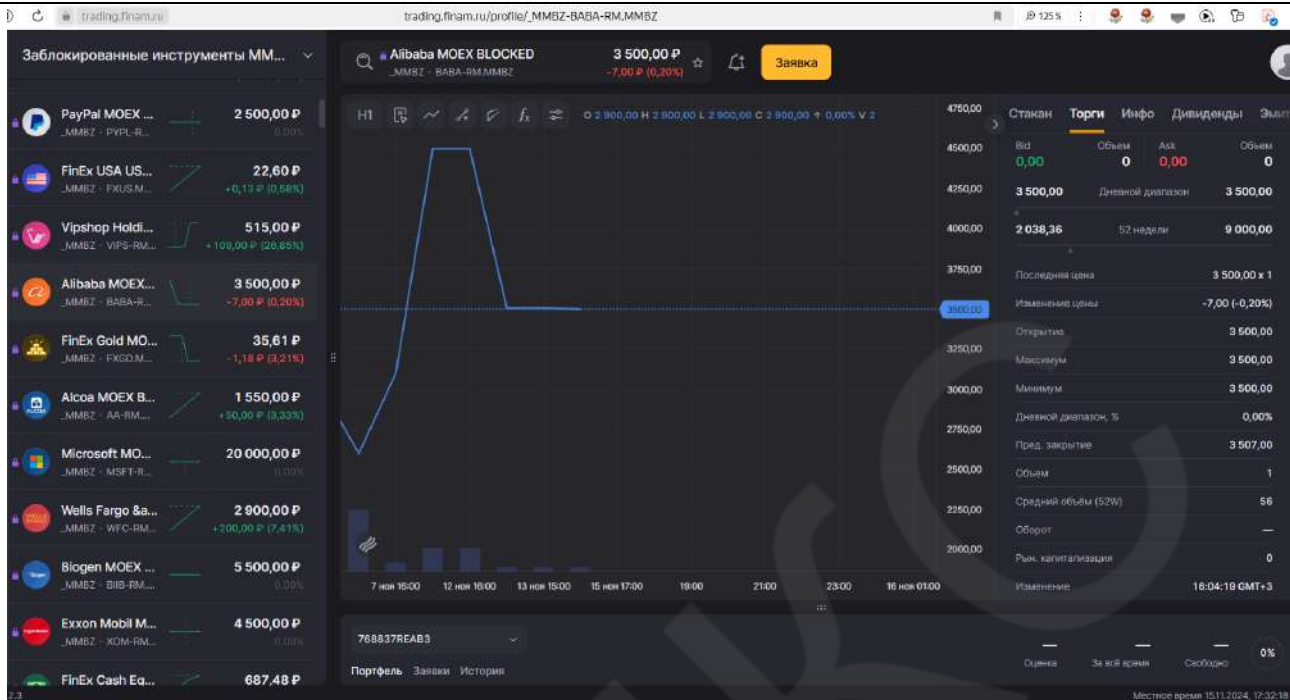 trading.finam.ru
trading.finam.ru/profile/_MMBZ-BABA-RM.MMBZ
125 %
Заблокированные инструменты ММ...
PayPal MOEX ...
2 500,00 ₽
_MMBZ · PYPL-R...
0,00%
FinEx USA US...
22,60 ₽
_MMBZ · FXUS.M...
+0,13 ₽ (0,58%)
Vipshop Holdi...
515,00 ₽
_MMBZ · VIPS-RM...
+109,00 ₽ (26,85%)
Alibaba MOEX...
3 500,00 ₽
_MMBZ · BABA-R...
-7,00 ₽ (0,20%)
FinEx Gold MO...
35,61 ₽
_MMBZ · FXGD.M...
-1,18 ₽ (3,21%)
Alcoa MOEX B...
1 550,00 ₽
_MMBZ · AA-RM....
+50,00 ₽ (3,33%)
Microsoft MO...
20 000,00 ₽
_MMBZ · MSFT-R...
0,00%
Wells Fargo &a...
2 900,00 ₽
_MMBZ · WFC-RM...
+200,00 ₽ (7,41%)
Biogen MOEX ...
5 500,00 ₽
_MMBZ · BIIB-RM....
0,00%
Exxon Mobil M...
4 500,00 ₽
_MMBZ · XOM-RM...
0,00%
FinEx Cash Eq...
687,48 ₽
2.3
Alibaba MOEX BLOCKED
3 500,00 ₽
_MMBZ · BABA-RM.MMBZ
-7,00 ₽ (0,20%)
Заявка
H1
fx
O 2 900,00 H 2 900,00 L 2 900,00 C 2 900,00 + 0,00% V 2
4750,00
4500,00
4250,00
4000,00
3750,00
3500,00
3250,00
3000,00
2750,00
2500,00
2250,00
2000,00
7 ноя 16:00
12 ноя 16:00
13 ноя 15:00
15 ноя 17:00
19:00
21:00
23:00
16 ноя 01:00
768837REAB3
Портфель Заявки История
Стакан Торги Инфо Дивиденды Эмит
Bid Объем Ask Объем
0,00 0 0,00 0
3 500,00 Дневной диапазон 3 500,00
2 038,36 52 недели 9 000,00
Последняя цена 3 500,00 x 1
Изменение цены -7,00 (-0,20%)
Открытие 3 500,00
Максимум 3 500,00
Минимум 3 500,00
Дневной диапазон, % 0,00%
Пред. закрытие 3 507,00
Объем 1
Средний объём (52W) 56
Оборот —
Рын. капитализация 0
Изменение 16:04:19 GMT+3
— — —
Оценка За всё время Свободно
0%
Местное время 15.11.2024, 17:32:18